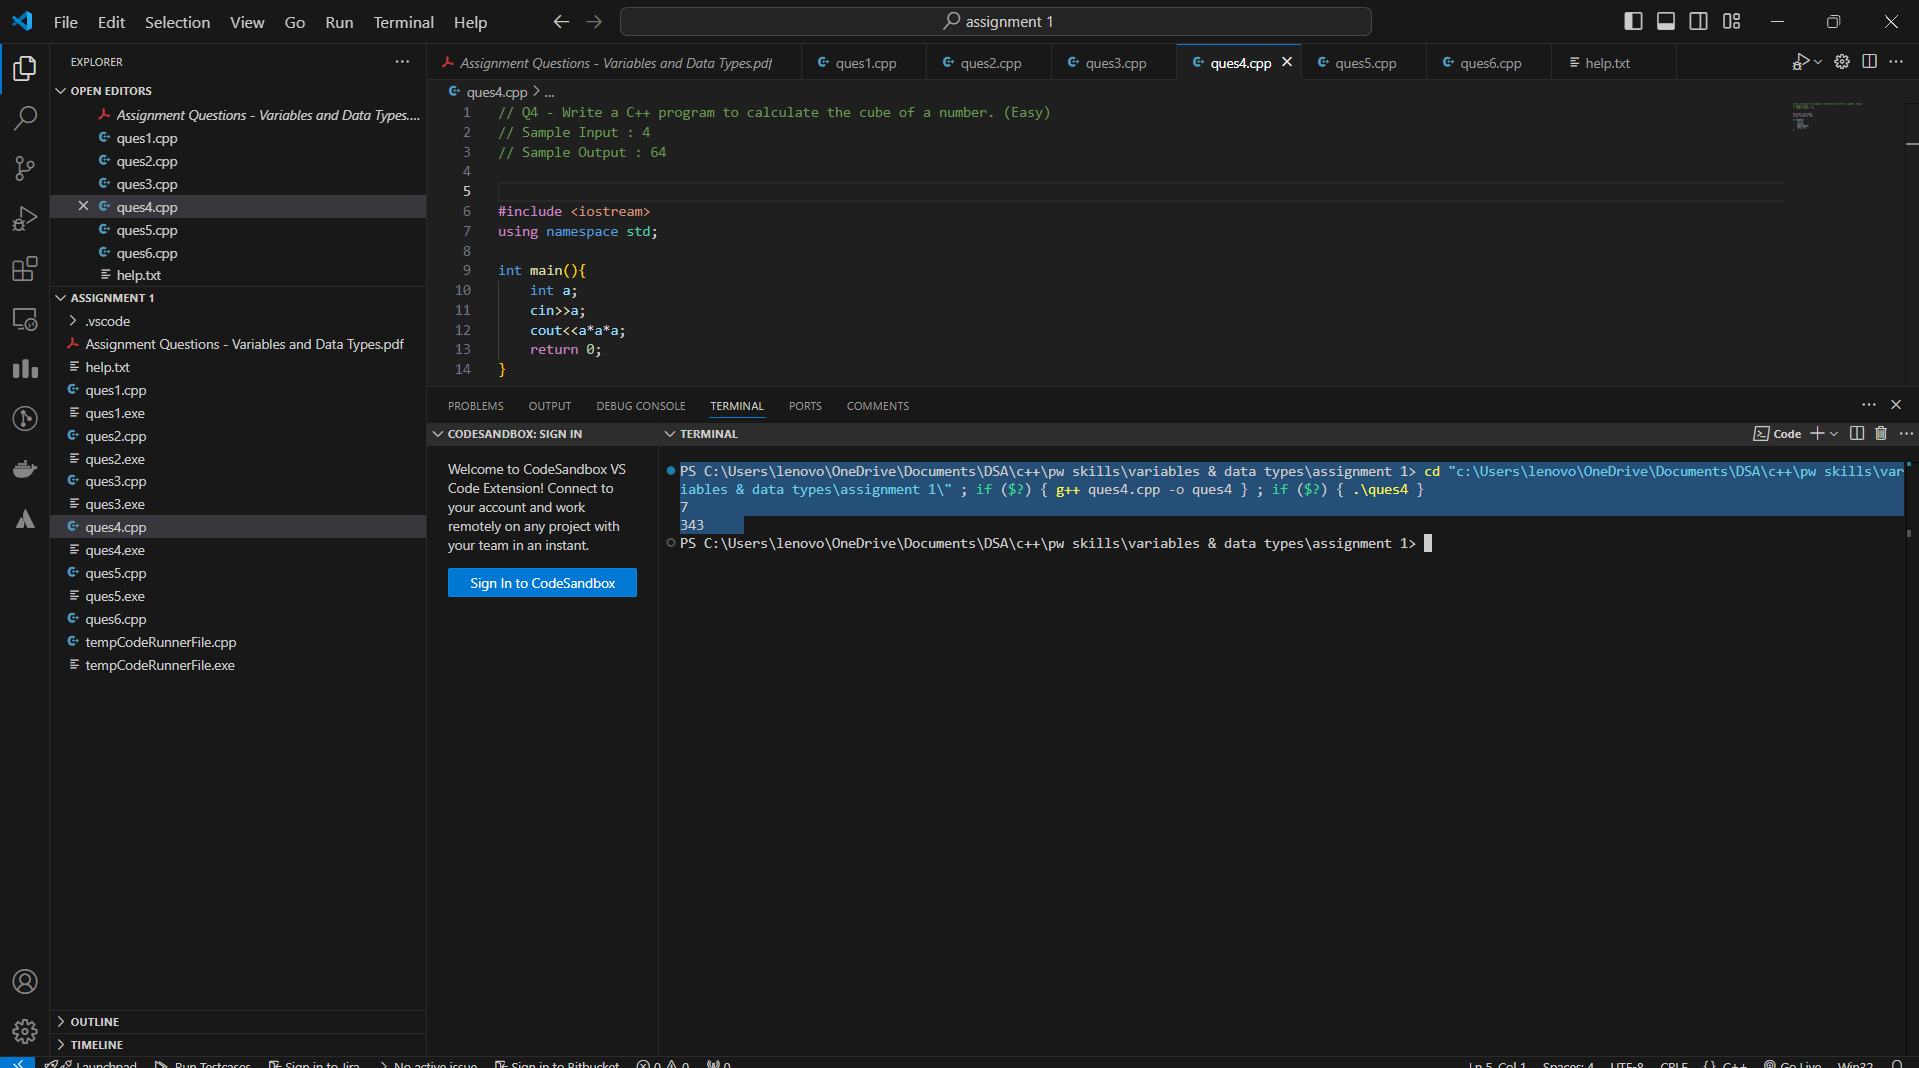 File Edit Selection View Go Run Terminal Help
assignment 1
EXPLORER
OPEN EDITORS
Assignment Questions - Variables and Data Types....
ques1.cpp
ques2.cpp
ques3.cpp
ques4.cpp
ques5.cpp
ques6.cpp
help.txt
ASSIGNMENT 1
.vscode
Assignment Questions - Variables and Data Types.pdf
help.txt
ques1.cpp
ques1.exe
ques2.cpp
ques2.exe
ques3.cpp
ques3.exe
ques4.cpp
ques4.exe
ques5.cpp
ques5.exe
ques6.cpp
tempCodeRunnerFile.cpp
tempCodeRunnerFile.exe
OUTLINE
TIMELINE
Assignment Questions - Variables and Data Types.pdf ques1.cpp ques2.cpp ques3.cpp ques4.cpp ques5.cpp ques6.cpp help.txt
ques4.cpp > ...
1 // Q4 - Write a C++ program to calculate the cube of a number. (Easy)
2 // Sample Input : 4
3 // Sample Output : 64
4
5
6 #include <iostream>
7 using namespace std;
8
9 int main(){
10 int a;
11 cin>>a;
12 cout<<a*a*a;
13 return 0;
14 }
PROBLEMS OUTPUT DEBUG CONSOLE TERMINAL PORTS COMMENTS
CODESANDBOX: SIGN IN
Welcome to CodeSandbox VS
Code Extension! Connect to
your account and work
remotely on any project with
your team in an instant.
Sign In to CodeSandbox
TERMINAL
Code
PS C:\Users\lenovo\OneDrive\Documents\DSA\c++\pw skills\variables & data types\assignment 1> cd "c:\Users\lenovo\OneDrive\Documents\DSA\c++\pw skills\var
iables & data types\assignment 1\" ; if ($?) { g++ ques4.cpp -o ques4 } ; if ($?) { .\ques4 }
7
343
PS C:\Users\lenovo\OneDrive\Documents\DSA\c++\pw skills\variables & data types\assignment 1>
Launchpad Run Testcases Sign in to Jira No active issue Sign in to Bitbucket 0 0 0 Ln 5, Col 1 Spaces: 4 UTF-8 CRLF {} C++ Go Live Win32